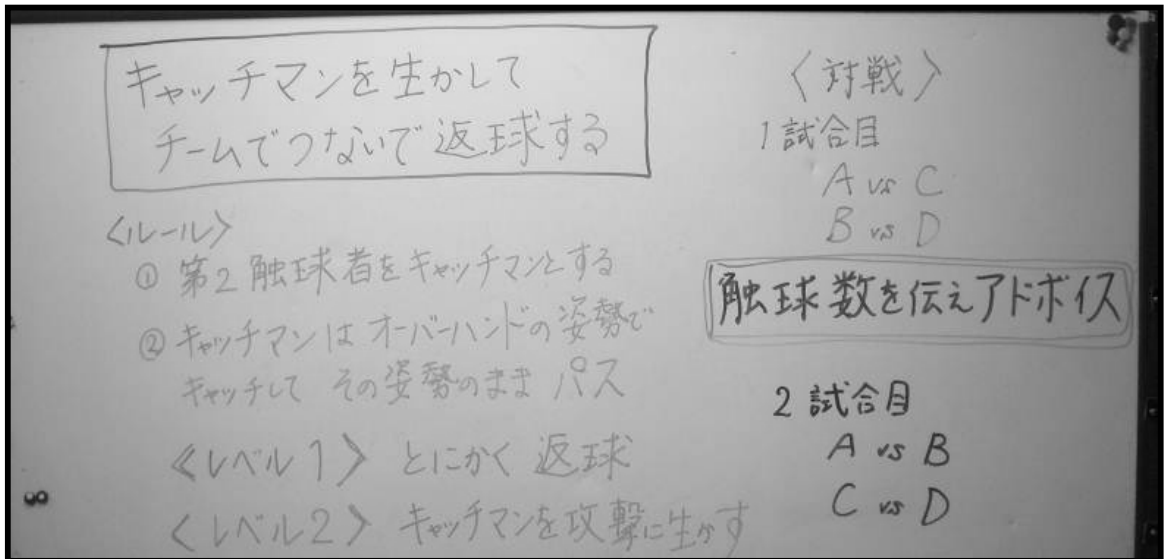 キャッチマンを生かして
チームでつないで返球する
〈ルール〉
① 第2触球者をキャッチマンとする
② キャッチマンはオーバーハンドの姿勢で
キャッチして その姿勢のまま パス
≪レベル1≫ とにかく 返球
〈レベル2〉 キャッチマンを攻撃に生かす
〈対戦〉
1試合目
A vs C
B vs D
触球数を伝えアドボイス
2試合目
A vs B
C vs D